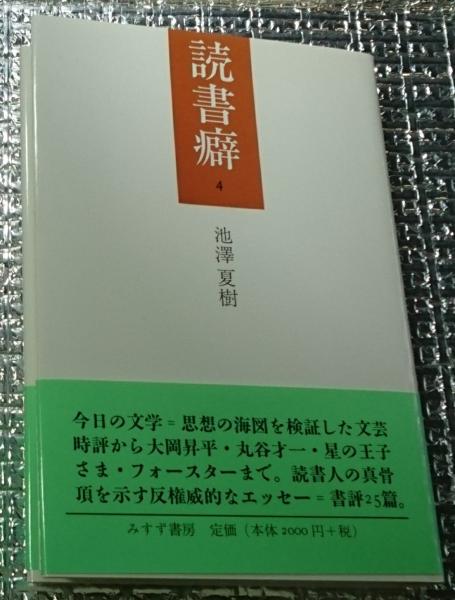 読書癖
4
池澤夏樹
今日の文学=思想の海図を検証した文芸
時評から大岡昇平・丸谷才一・星の王子
さま・フォースターまで。読書人の真骨
頂を示す反権威的なエッセー=書評25篇。
みすず書房 定価(本体2000円+税)